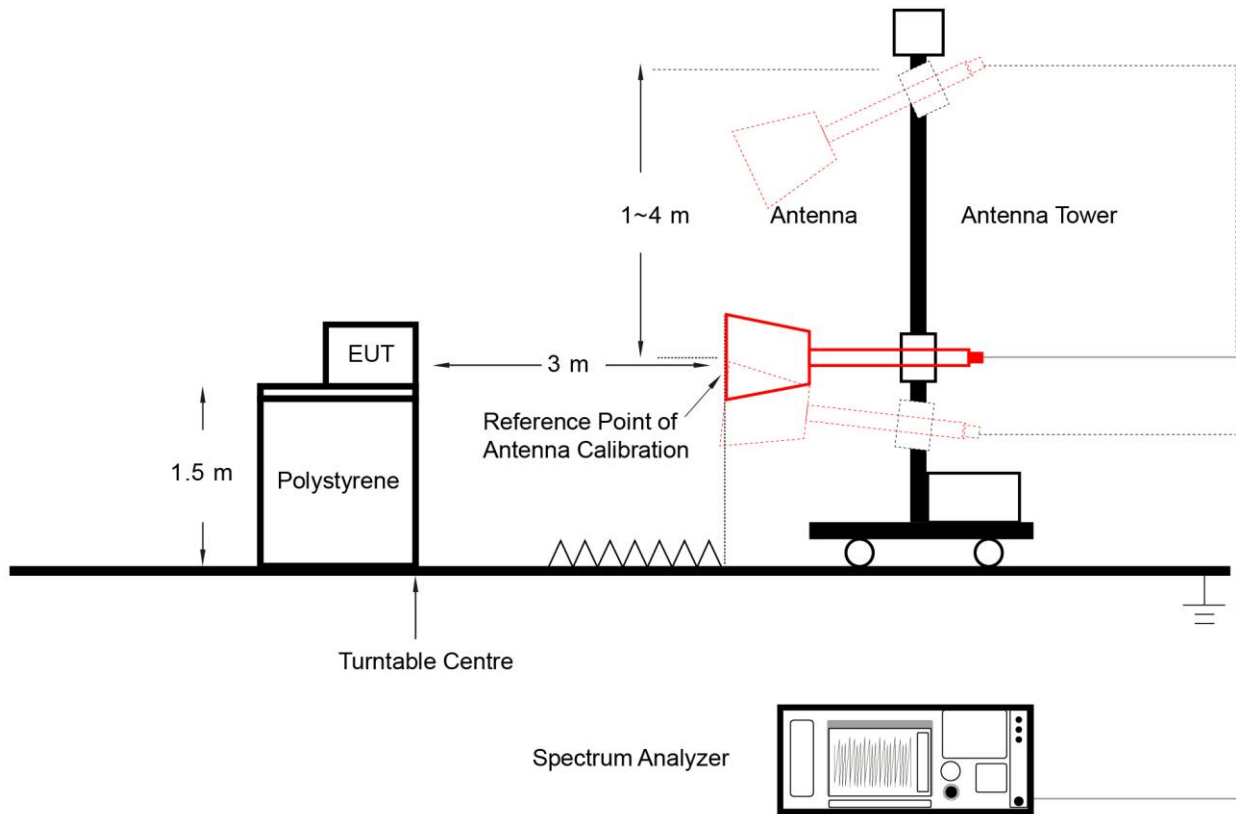 1~4 m
Antenna
Antenna Tower
EUT
3 m
Reference Point of
Antenna Calibration
1.5 m
Polystyrene
Turntable Centre
Spectrum Analyzer